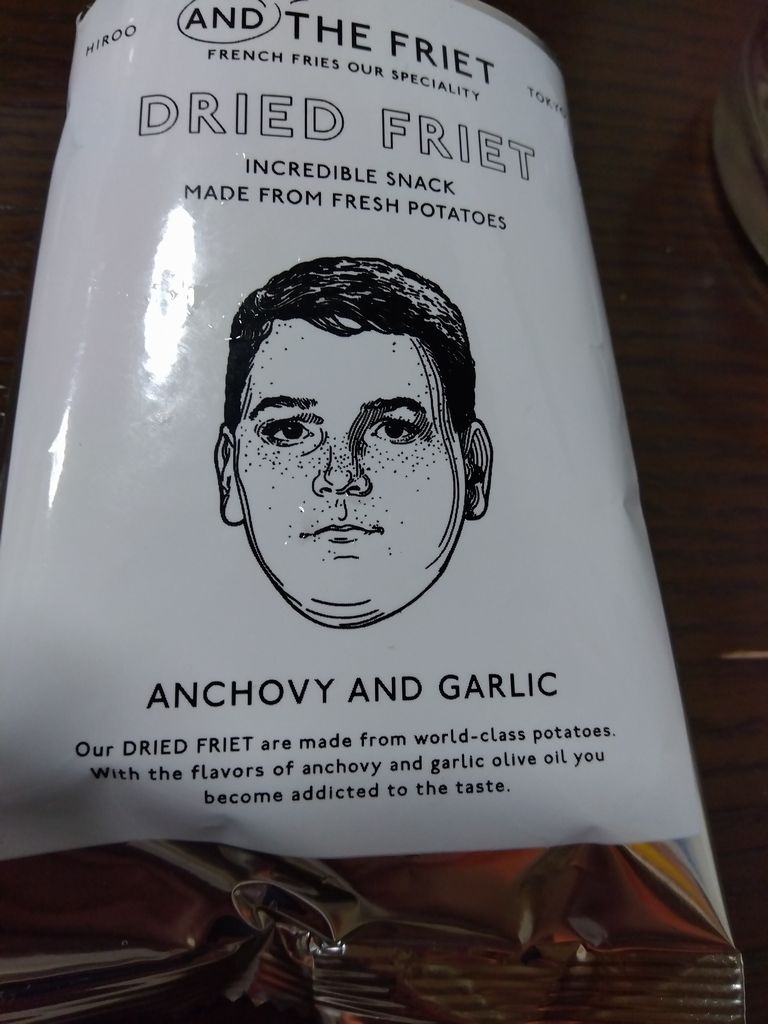 HIROO
AND THE FRIET
FRENCH FRIES OUR SPECIALITY
TOKYO
DRIED FRIET
INCREDIBLE SNACK
MADE FROM FRESH POTATOES
ANCHOVY AND GARLIC
Our DRIED FRIET are made from world-class potatoes.
With the flavors of anchovy and garlic olive oil you
become addicted to the taste.